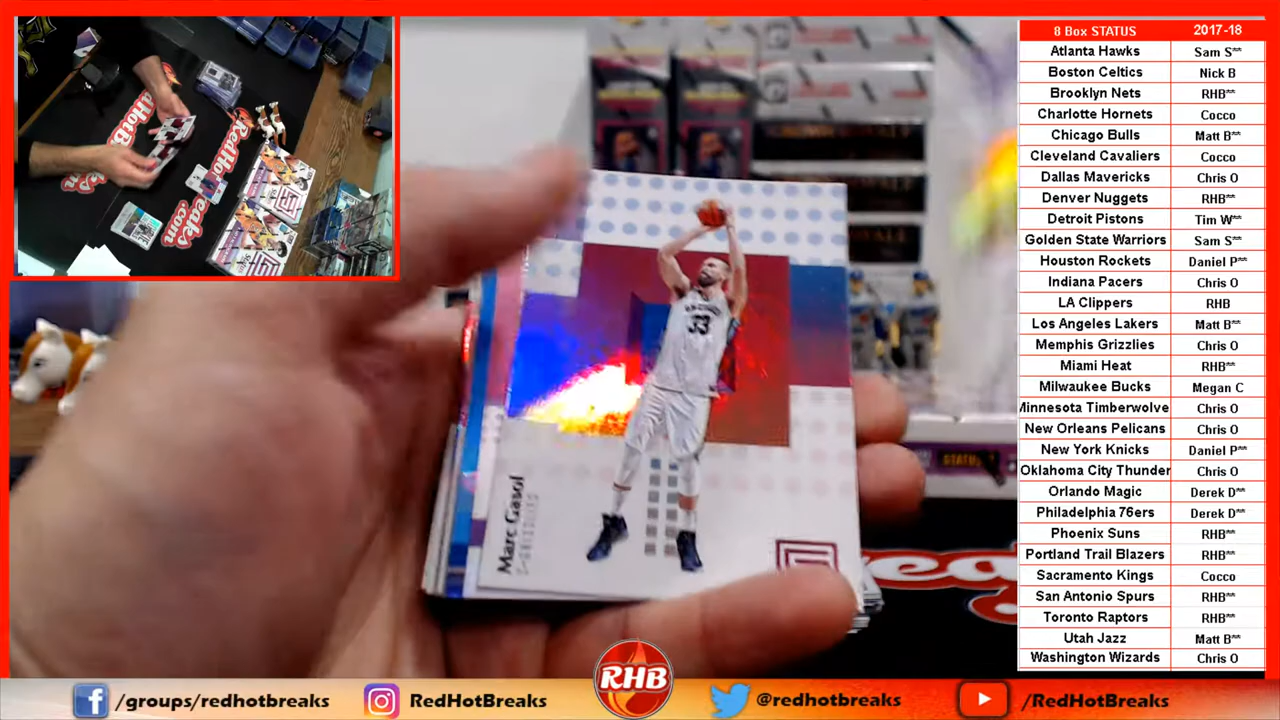 8 Box STATUS 2017-18
Atlanta Hawks Sam S**
Boston Celtics Nick B
Brooklyn Nets RHB**
Charlotte Hornets Cocco
Chicago Bulls Matt B**
Cleveland Cavaliers Cocco
Dallas Mavericks Chris O
Denver Nuggets RHB**
Detroit Pistons Tim W**
Golden State Warriors Sam S**
Houston Rockets Daniel P**
Indiana Pacers Chris O
LA Clippers RHB
Los Angeles Lakers Matt B**
Memphis Grizzlies Chris O
Miami Heat RHB**
Milwaukee Bucks Megan C
Minnesota Timberwolve Chris O
New Orleans Pelicans Chris O
New York Knicks Daniel P**
Oklahoma City Thunder Chris O
Orlando Magic Derek D**
Philadelphia 76ers Derek D**
Phoenix Suns RHB**
Portland Trail Blazers RHB**
Sacramento Kings Cocco
San Antonio Spurs RHB**
Toronto Raptors RHB**
Utah Jazz Matt B**
Washington Wizards Chris O
RedHotBreaks.com
33
Marc Gasol
STATUS
RHB
/groups/redhotbreaks
RedHotBreaks
@redhotbreaks
/RedHotBreaks